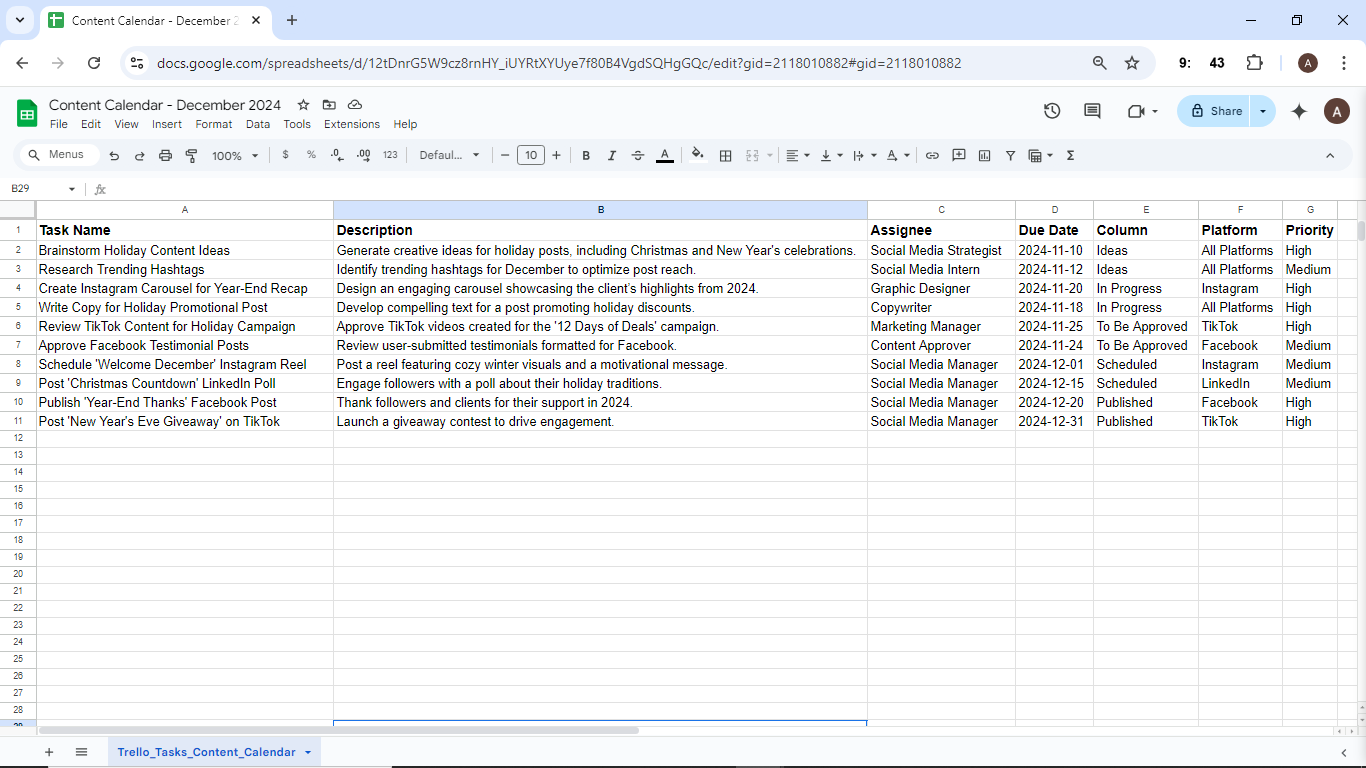 Content Calendar - December 2
docs.google.com/spreadsheets/d/12tDnrG5W9cz8rnHY_iUYRtXYUye7f80B4VgdSQHgGQc/edit?gid=2118010882#gid=2118010882
9: 43 A
Content Calendar - December 2024
File Edit View Insert Format Data Tools Extensions Help
Share A
Menus 100% $ % .0 .00 123 Defaul... 10 B I A
B29 fx
A B C D E F G
1 Task Name Description Assignee Due Date Column Platform Priority
2 Brainstorm Holiday Content Ideas Generate creative ideas for holiday posts, including Christmas and New Year's celebrations. Social Media Strategist 2024-11-10 Ideas All Platforms High
3 Research Trending Hashtags Identify trending hashtags for December to optimize post reach. Social Media Intern 2024-11-12 Ideas All Platforms Medium
4 Create Instagram Carousel for Year-End Recap Design an engaging carousel showcasing the client's highlights from 2024. Graphic Designer 2024-11-20 In Progress Instagram High
5 Write Copy for Holiday Promotional Post Develop compelling text for a post promoting holiday discounts. Copywriter 2024-11-18 In Progress All Platforms High
6 Review TikTok Content for Holiday Campaign Approve TikTok videos created for the '12 Days of Deals' campaign. Marketing Manager 2024-11-25 To Be Approved TikTok High
7 Approve Facebook Testimonial Posts Review user-submitted testimonials formatted for Facebook. Content Approver 2024-11-24 To Be Approved Facebook Medium
8 Schedule 'Welcome December' Instagram Reel Post a reel featuring cozy winter visuals and a motivational message. Social Media Manager 2024-12-01 Scheduled Instagram Medium
9 Post 'Christmas Countdown' LinkedIn Poll Engage followers with a poll about their holiday traditions. Social Media Manager 2024-12-15 Scheduled LinkedIn Medium
10 Publish 'Year-End Thanks' Facebook Post Thank followers and clients for their support in 2024. Social Media Manager 2024-12-20 Published Facebook High
11 Post 'New Year's Eve Giveaway' on TikTok Launch a giveaway contest to drive engagement. Social Media Manager 2024-12-31 Published TikTok High
12
13
14
15
16
17
18
19
20
21
22
23
24
25
26
27
28
29
Trello_Tasks_Content_Calendar